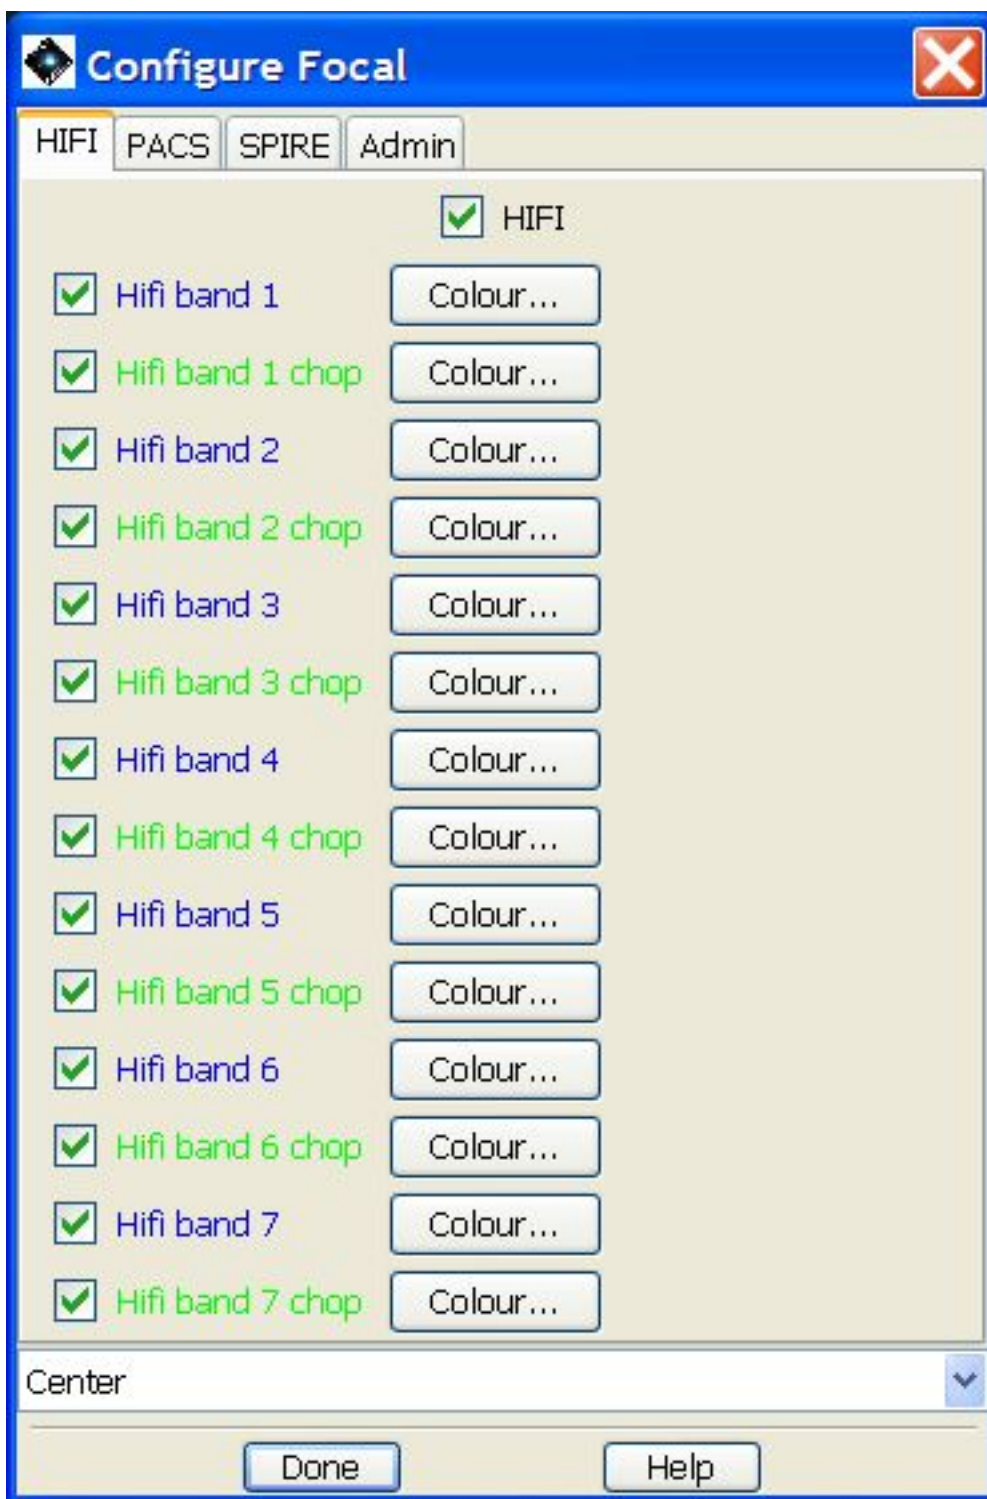 Configure Focal
HIFI PACS SPIRE Admin
HIFI
Hifi band 1 Colour...
Hifi band 1 chop Colour...
Hifi band 2 Colour...
Hifi band 2 chop Colour...
Hifi band 3 Colour...
Hifi band 3 chop Colour...
Hifi band 4 Colour...
Hifi band 4 chop Colour...
Hifi band 5 Colour...
Hifi band 5 chop Colour...
Hifi band 6 Colour...
Hifi band 6 chop Colour...
Hifi band 7 Colour...
Hifi band 7 chop Colour...
Center
Done Help